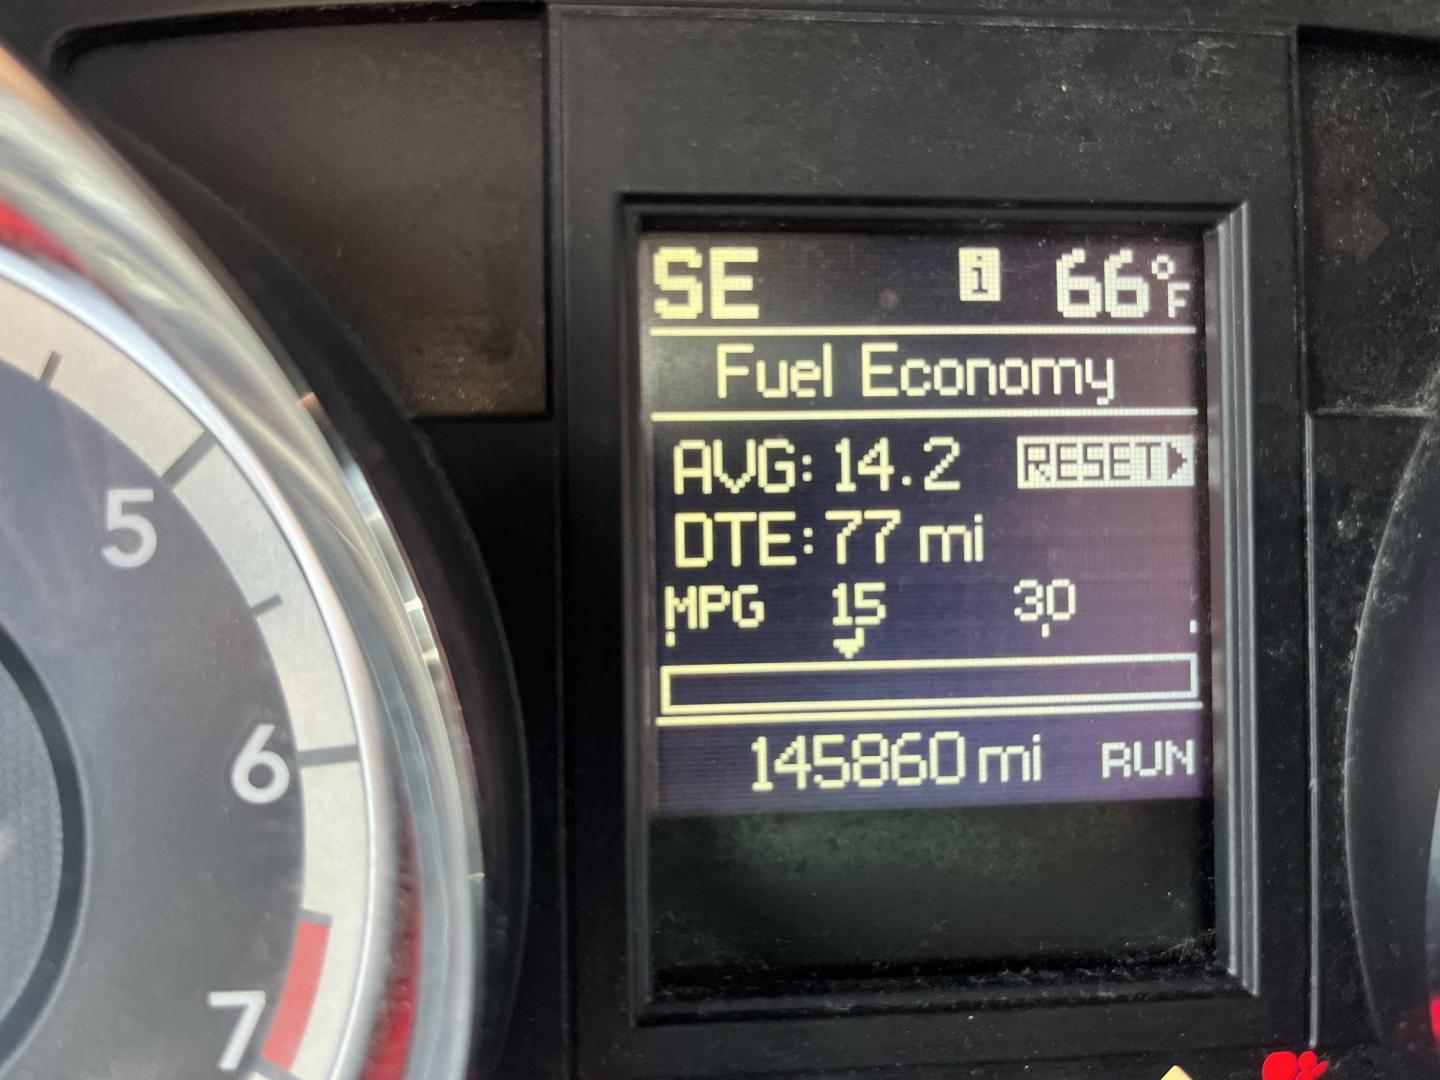 SE i 66°F
Fuel Economy
AVG: 14.2 RESET
DTE: 77 mi
MPG 15 30
145860 mi RUN
5
6
7